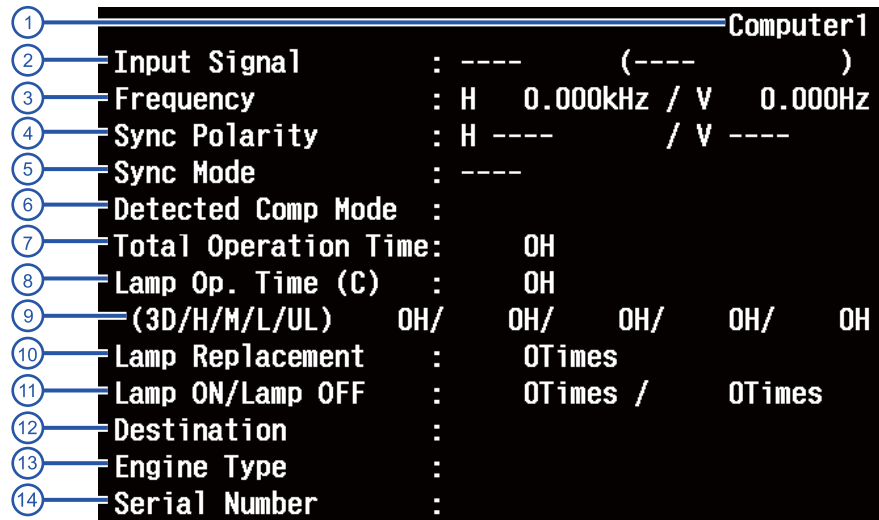 1 Computer1
2 Input Signal : ---- (---- )
3 Frequency : H 0.000kHz / V 0.000Hz
4 Sync Polarity : H ---- / V ----
5 Sync Mode : ----
6 Detected Comp Mode :
7 Total Operation Time: 0H
8 Lamp Op. Time (C) : 0H
9 (3D/H/M/L/UL) 0H/ 0H/ 0H/ 0H/ 0H
10 Lamp Replacement : 0Times
11 Lamp ON/Lamp OFF : 0Times / 0Times
12 Destination :
13 Engine Type :
14 Serial Number :